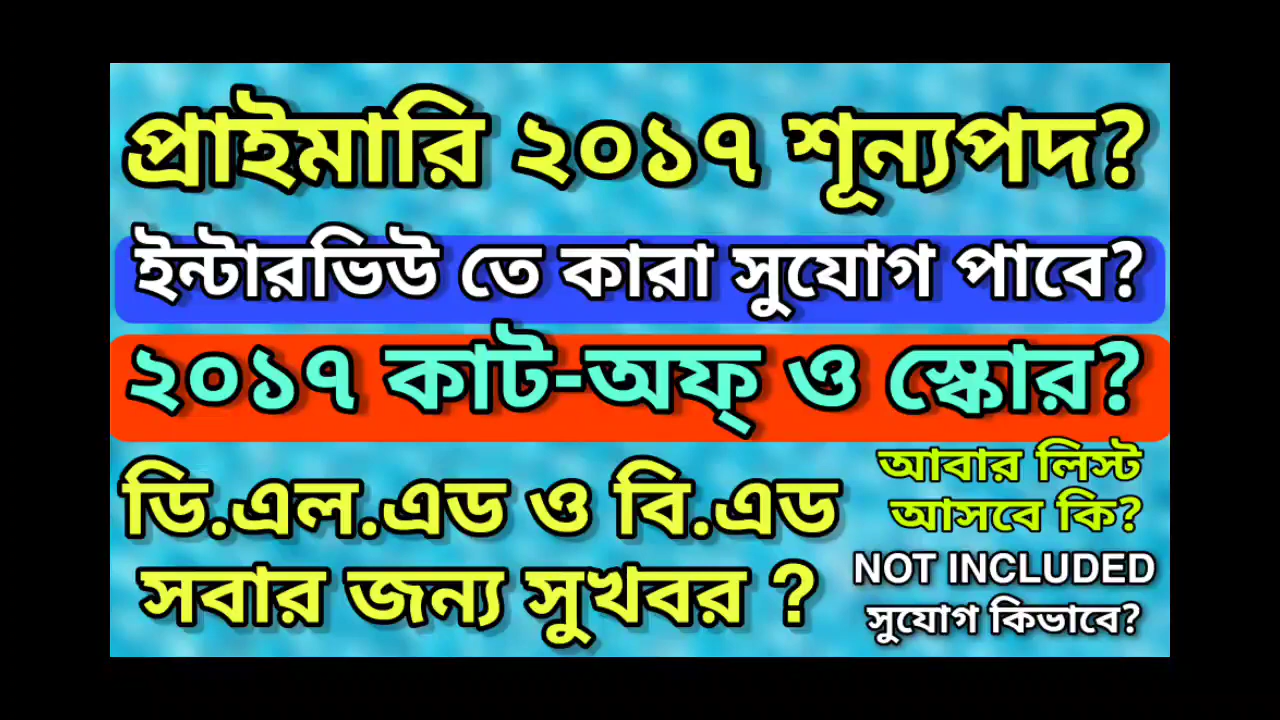 প্রাইমারি ২০১৭ শূন্যপদ?
ইন্টারভিউ তে কারা সুযোগ পাবে?
২০১৭ কাট-অফ্ ও স্কোর?
ডি.এল.এড ও বি.এড
সবার জন্য সুখবর ?
আবার লিস্ট
আসবে কি?
NOT INCLUDED
সুযোগ কিভাবে?